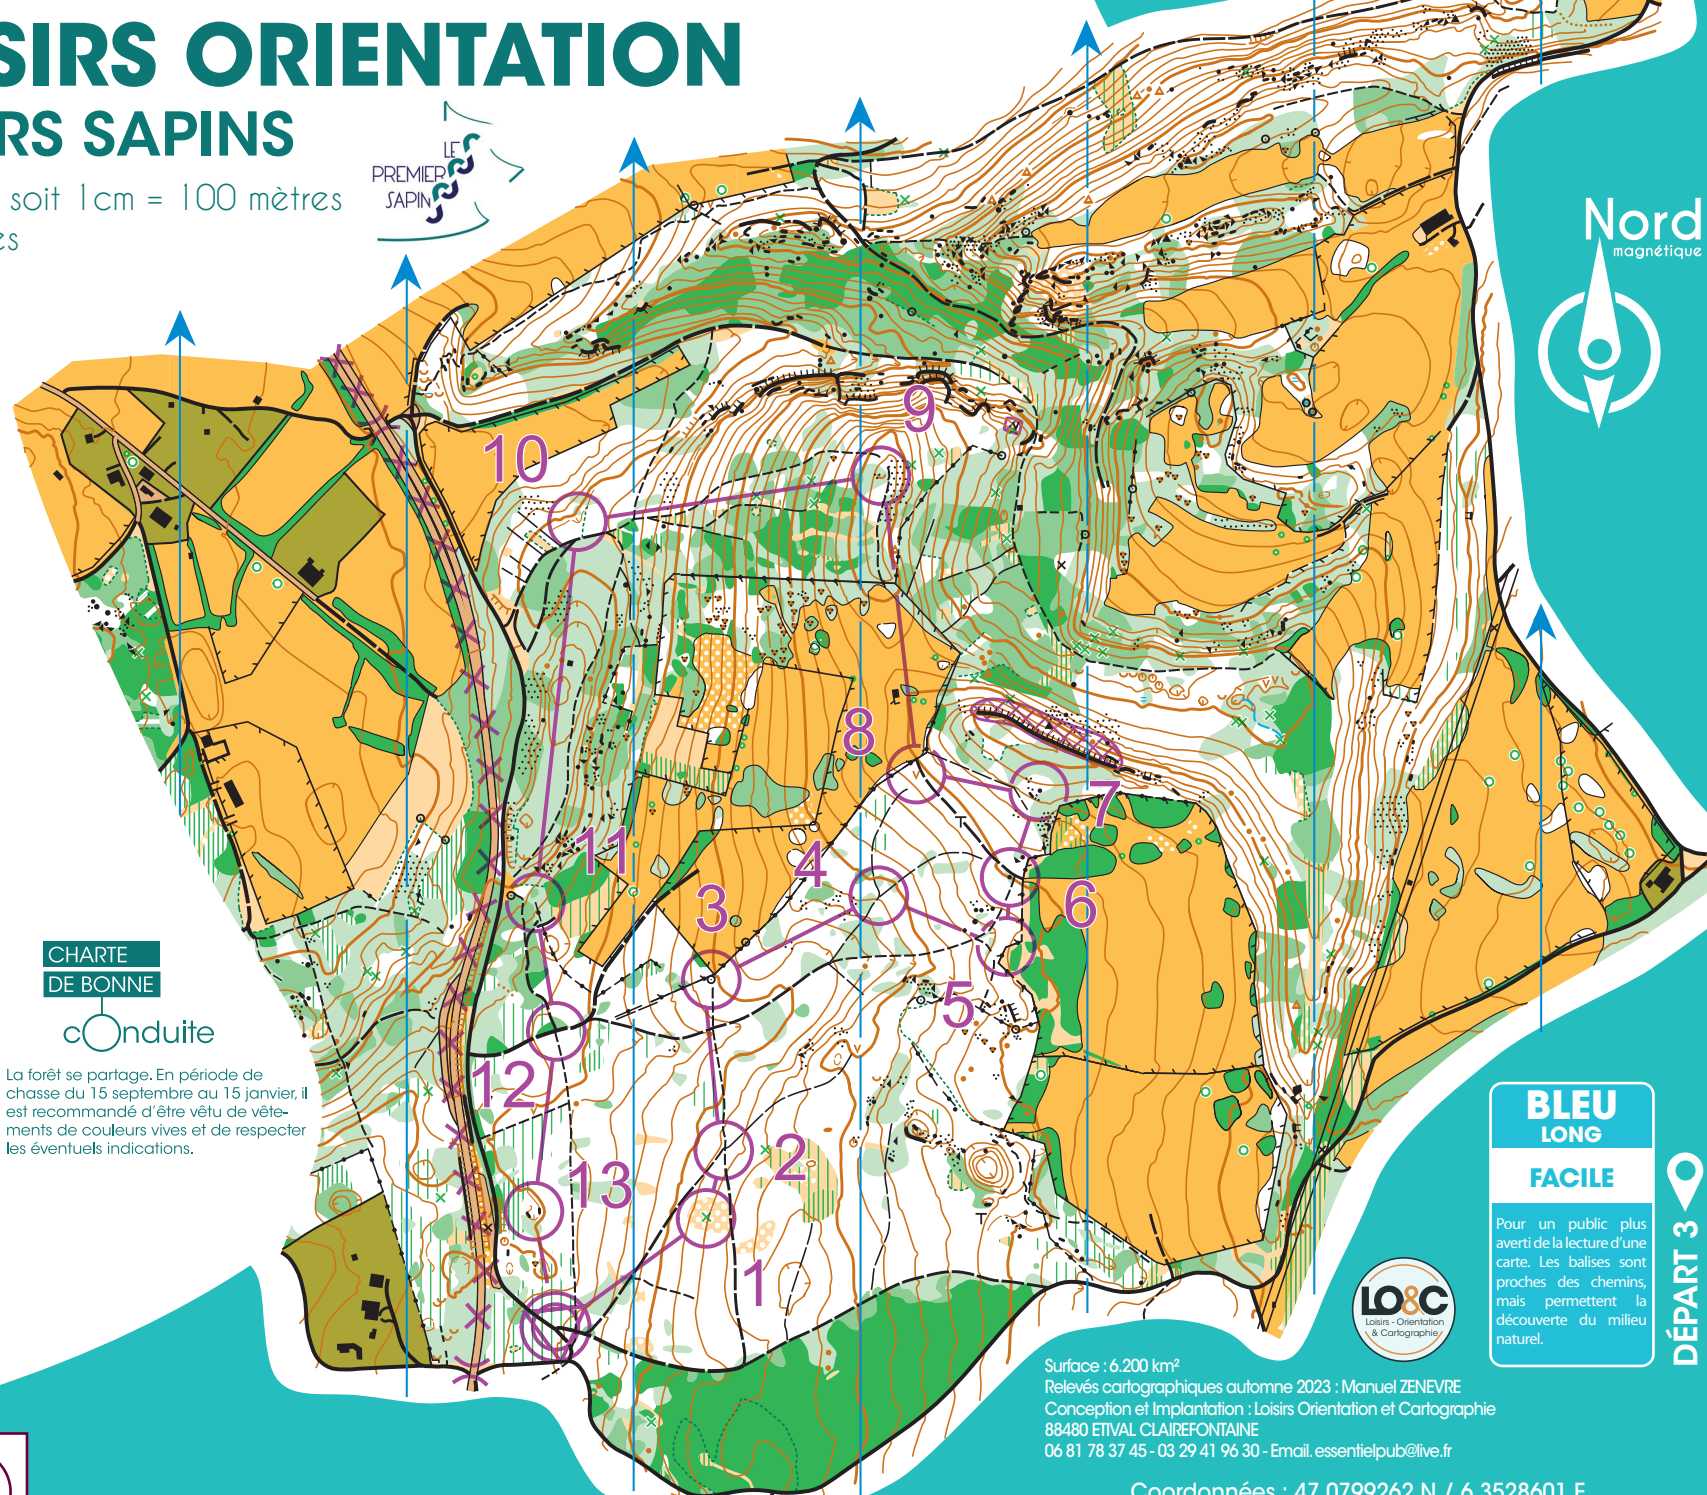 SIRS ORIENTATION
RS SAPINS
soit 1cm = 100 mètres
es
LE
PREMIER
SAPIN
Nord
magnétique
10
9
8
7
11
4
3
6
5
12
2
13
1
CHARTE
DE BONNE
cOnduite
La forêt se partage. En période de
chasse du 15 septembre au 15 janvier, il
est recommandé d'être vêtu de vête-
ments de couleurs vives et de respecter
les éventuels indications.
BLEU
LONG
FACILE
Pour un public plus
averti de la lecture d'une
carte. Les balises sont
proches des chemins,
mais permettent la
découverte du milieu
naturel.
DÉPART 3
LO&C
Loisirs - Orientation
& Cartographie
Surface : 6.200 km²
Relevés cartographiques automne 2023 : Manuel ZENEVRE
Conception et Implantation : Loisirs Orientation et Cartographie
88480 ETIVAL CLAIREFONTAINE
06 81 78 37 45 - 03 29 41 96 30 - Email. essentielpub@live.fr
Coordonnées : 47.0799262 N / 6.3528601 E